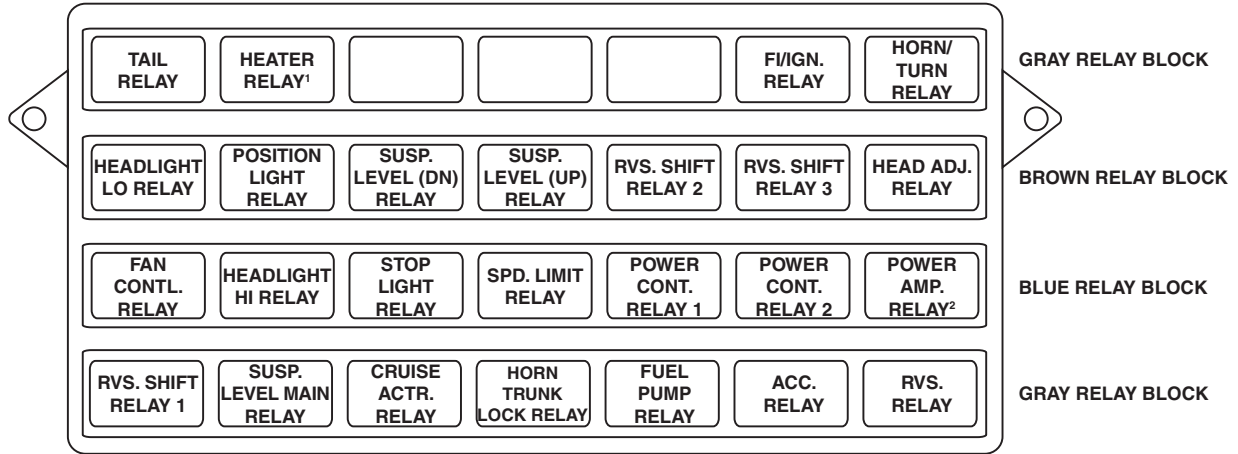 TAIL
RELAY
HEATER
RELAY¹
FI/IGN.
RELAY
HORN/
TURN
RELAY
GRAY RELAY BLOCK
HEADLIGHT
LO RELAY
POSITION
LIGHT
RELAY
SUSP.
LEVEL (DN)
RELAY
SUSP.
LEVEL (UP)
RELAY
RVS. SHIFT
RELAY 2
RVS. SHIFT
RELAY 3
HEAD ADJ.
RELAY
BROWN RELAY BLOCK
FAN
CONTL.
RELAY
HEADLIGHT
HI RELAY
STOP
LIGHT
RELAY
SPD. LIMIT
RELAY
POWER
CONT.
RELAY 1
POWER
CONT.
RELAY 2
POWER
AMP.
RELAY²
BLUE RELAY BLOCK
RVS. SHIFT
RELAY 1
SUSP.
LEVEL MAIN
RELAY
CRUISE
ACTR.
RELAY
HORN
TRUNK
LOCK RELAY
FUEL
PUMP
RELAY
ACC.
RELAY
RVS.
RELAY
GRAY RELAY BLOCK